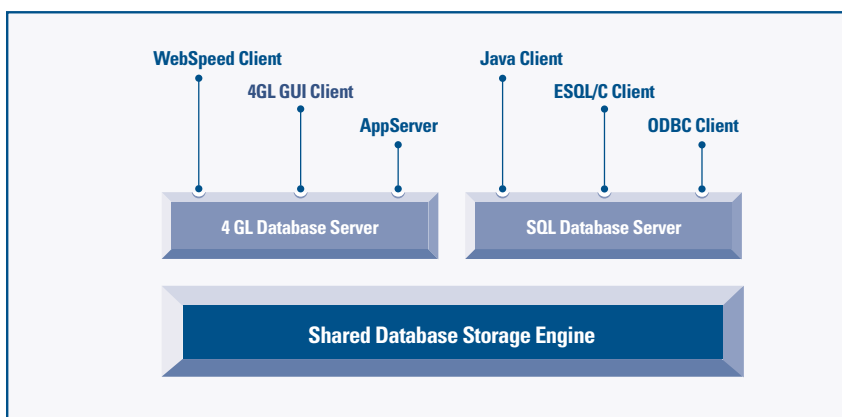 WebSpeed Client
4GL GUI Client
AppServer
Java Client
ESQL/C Client
ODBC Client
4 GL Database Server
SQL Database Server
Shared Database Storage Engine